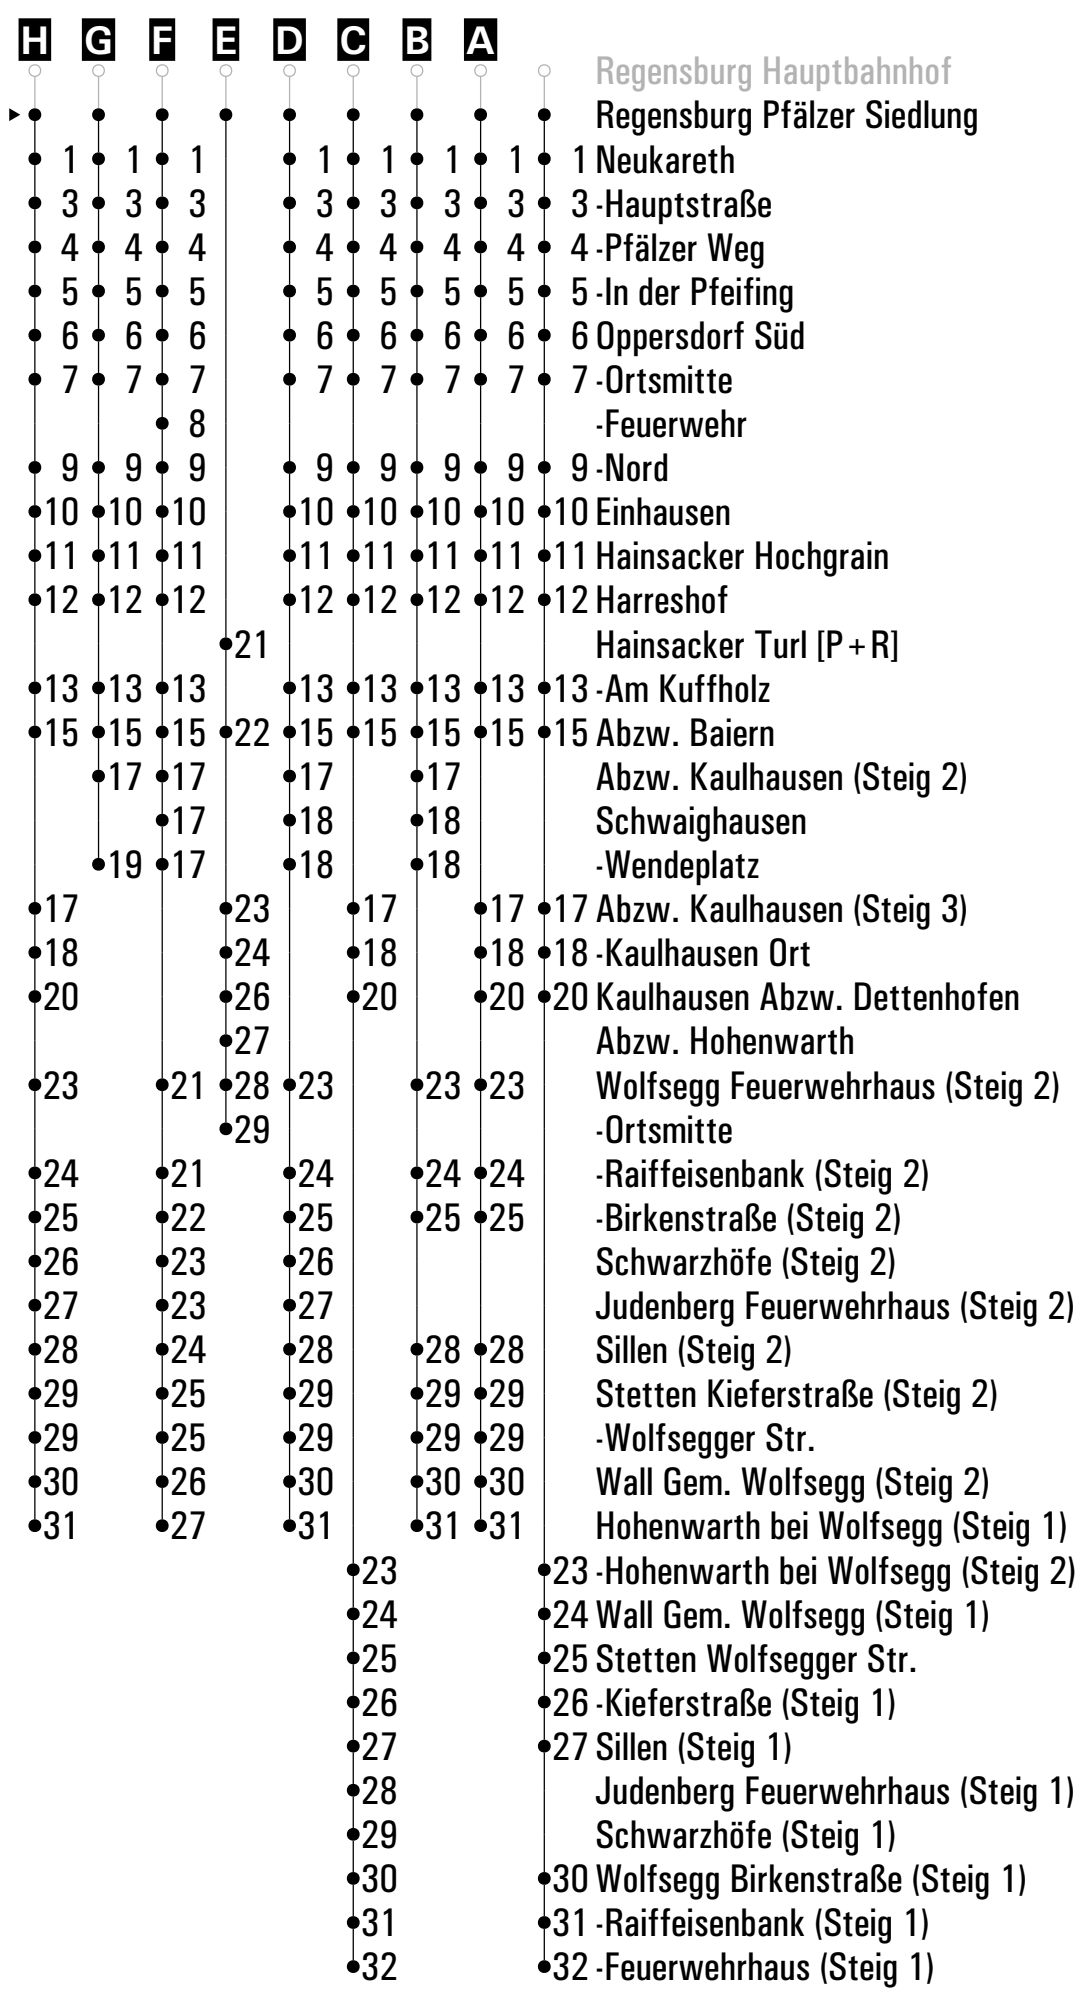 H G F E D C B A
Regensburg Hauptbahnhof
Regensburg Pfälzer Siedlung
1 1 1 1 1 1 1 1 Neukareth
3 3 3 3 3 3 3 3 -Hauptstraße
4 4 4 4 4 4 4 4 -Pfälzer Weg
5 5 5 5 5 5 5 5 -In der Pfeifing
6 6 6 6 6 6 6 6 Oppersdorf Süd
7 7 7 7 7 7 7 7 -Ortsmitte
8 -Feuerwehr
9 9 9 9 9 9 9 9 -Nord
10 10 10 10 10 10 10 10 Einhausen
11 11 11 11 11 11 11 11 Hainsacker Hochgrain
12 12 12 12 12 12 12 12 Harreshof
21 Hainsacker Turl [P+R]
13 13 13 13 13 13 13 13 -Am Kuffholz
15 15 15 22 15 15 15 15 15 Abzw. Baiern
17 17 17 17 Abzw. Kaulhausen (Steig 2)
17 18 18 Schwaighausen
19 17 18 18 -Wendeplatz
17 23 17 17 17 Abzw. Kaulhausen (Steig 3)
18 24 18 18 18 -Kaulhausen Ort
20 26 20 20 20 Kaulhausen Abzw. Dettenhofen
27 Abzw. Hohenwarth
23 21 28 23 23 23 Wolfsegg Feuerwehrhaus (Steig 2)
29 -Ortsmitte
24 21 24 24 24 -Raiffeisenbank (Steig 2)
25 22 25 25 25 -Birkenstraße (Steig 2)
26 23 26 Schwarzhöfe (Steig 2)
27 23 27 Judenberg Feuerwehrhaus (Steig 2)
28 24 28 28 28 Sillen (Steig 2)
29 25 29 29 29 Stetten Kieferstraße (Steig 2)
29 25 29 29 29 -Wolfsegger Str.
30 26 30 30 30 Wall Gem. Wolfsegg (Steig 2)
31 27 31 31 31 Hohenwarth bei Wolfsegg (Steig 1)
23 23 -Hohenwarth bei Wolfsegg (Steig 2)
24 24 Wall Gem. Wolfsegg (Steig 1)
25 25 Stetten Wolfsegger Str.
26 26 -Kieferstraße (Steig 1)
27 27 Sillen (Steig 1)
28 Judenberg Feuerwehrhaus (Steig 1)
29 Schwarzhöfe (Steig 1)
30 30 Wolfsegg Birkenstraße (Steig 1)
31 31 -Raiffeisenbank (Steig 1)
32 32 -Feuerwehrhaus (Steig 1)